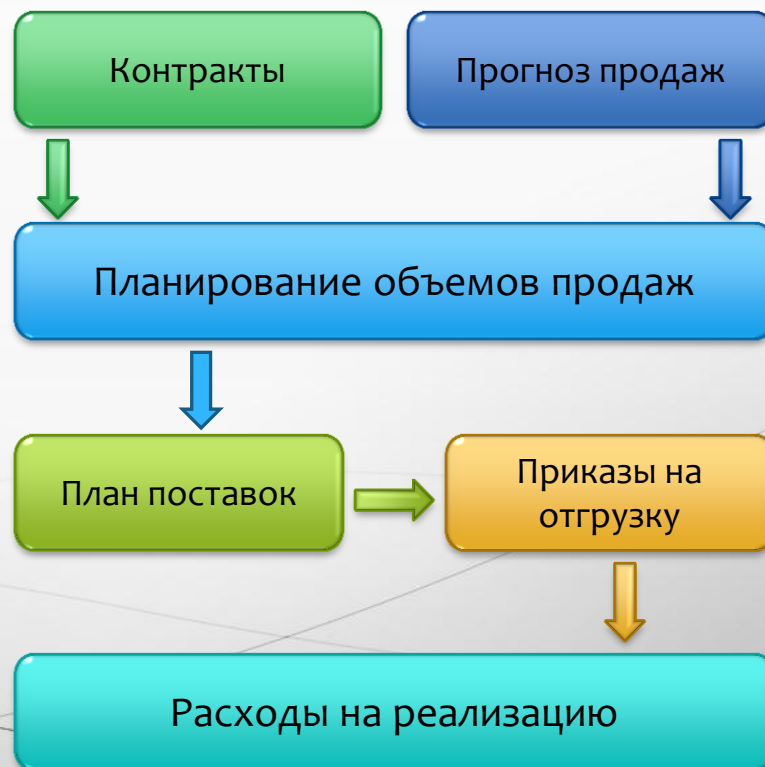 Контракты
Прогноз продаж
Планирование объемов продаж
План поставок
Приказы на
отгрузку
Расходы на реализацию